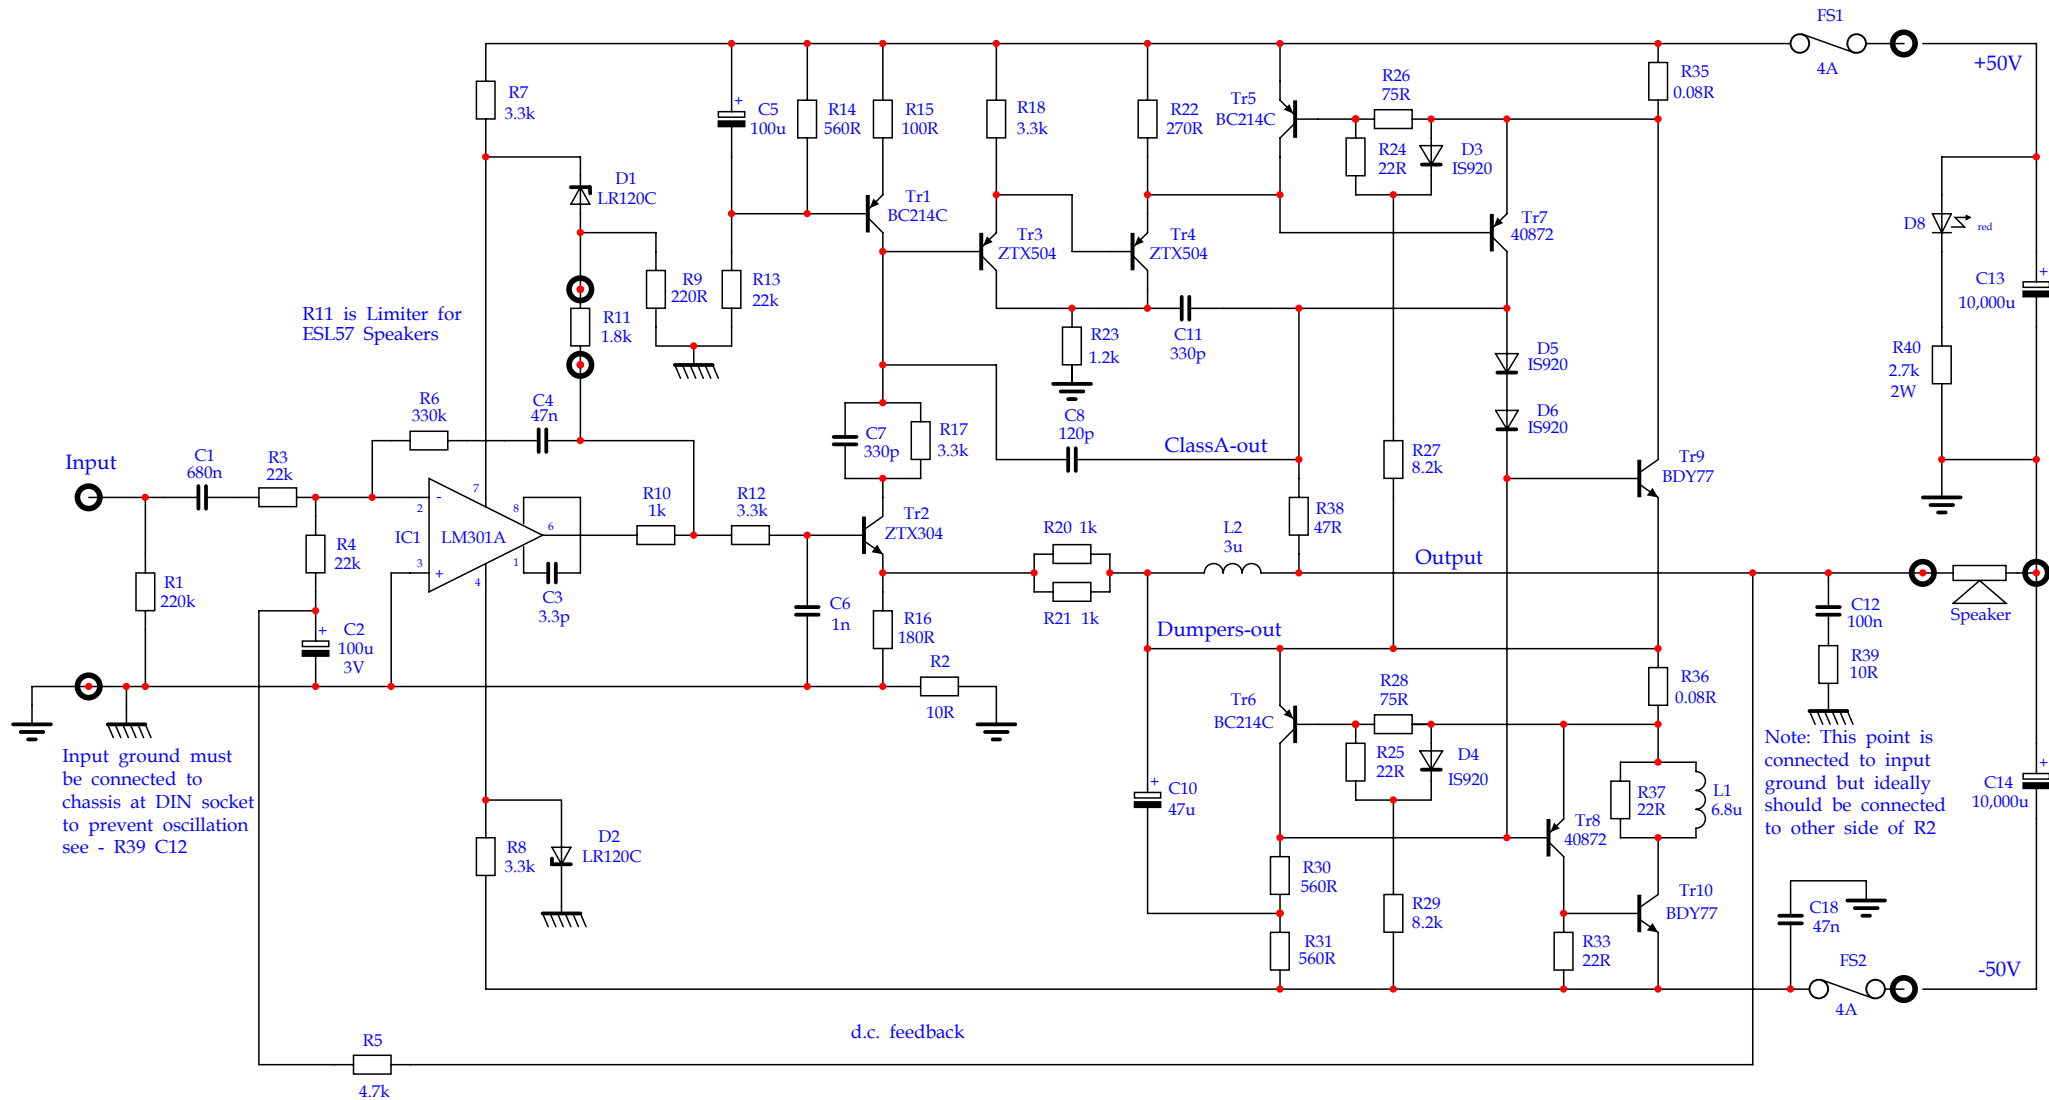 FS1
4A
+50V
R7
3.3k
C5
100u
+
R14
560R
R15
100R
R18
3.3k
R22
270R
Tr5
BC214C
R26
75R
R24
22R
D3
IS920
R35
0.08R
D1
LR120C
Tr1
BC214C
Tr3
ZTX504
Tr4
ZTX504
Tr7
40872
D8
red
R11 is Limiter for
ESL57 Speakers
R11
1.8k
R9
220R
R13
22k
R23
1.2k
C11
330p
D5
IS920
D6
IS920
C13
10,000u
+
R40
2.7k
2W
R6
330k
C4
47n
C7
330p
R17
3.3k
C8
120p
ClassA-out
R27
8.2k
Tr9
BDY77
Input
C1
680n
R3
22k
7
-
2
8
6
IC1
LM301A
3
+
4
1
R10
1k
R12
3.3k
Tr2
ZTX304
R20 1k
R21 1k
L2
3u
R38
47R
Output
R4
22k
R1
220k
C3
3.3p
C2
100u
3V
+
C6
1n
R16
180R
R2
10R
Dumpers-out
C12
100n
R39
10R
Speaker
Tr6
BC214C
R28
75R
R25
22R
D4
IS920
R36
0.08R
Input ground must
be connected to
chassis at DIN socket
to prevent oscillation
see - R39 C12
Note: This point is
connected to input
ground but ideally
should be connected
to other side of R2
+
C10
47u
R37
22R
L1
6.8u
+
C14
10,000u
R8
3.3k
D2
LR120C
Tr8
40872
R30
560R
R31
560R
R29
8.2k
Tr10
BDY77
R33
22R
C18
47n
FS2
4A
-50V
d.c. feedback
R5
4.7k